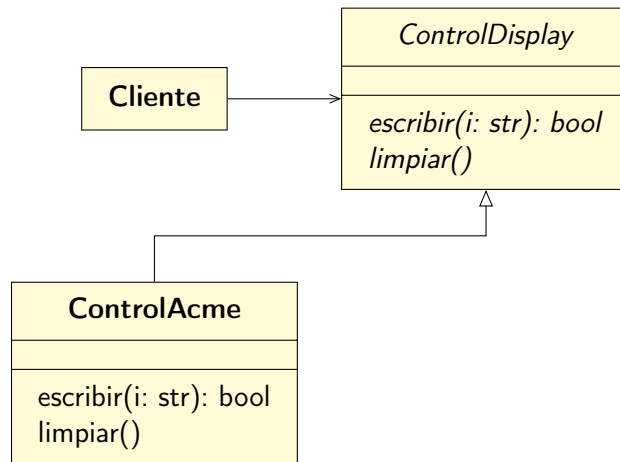 ControlDisplay
Cliente
escribir(i: str): bool
limpiar()
ControlAcme
escribir(i: str): bool
limpiar()